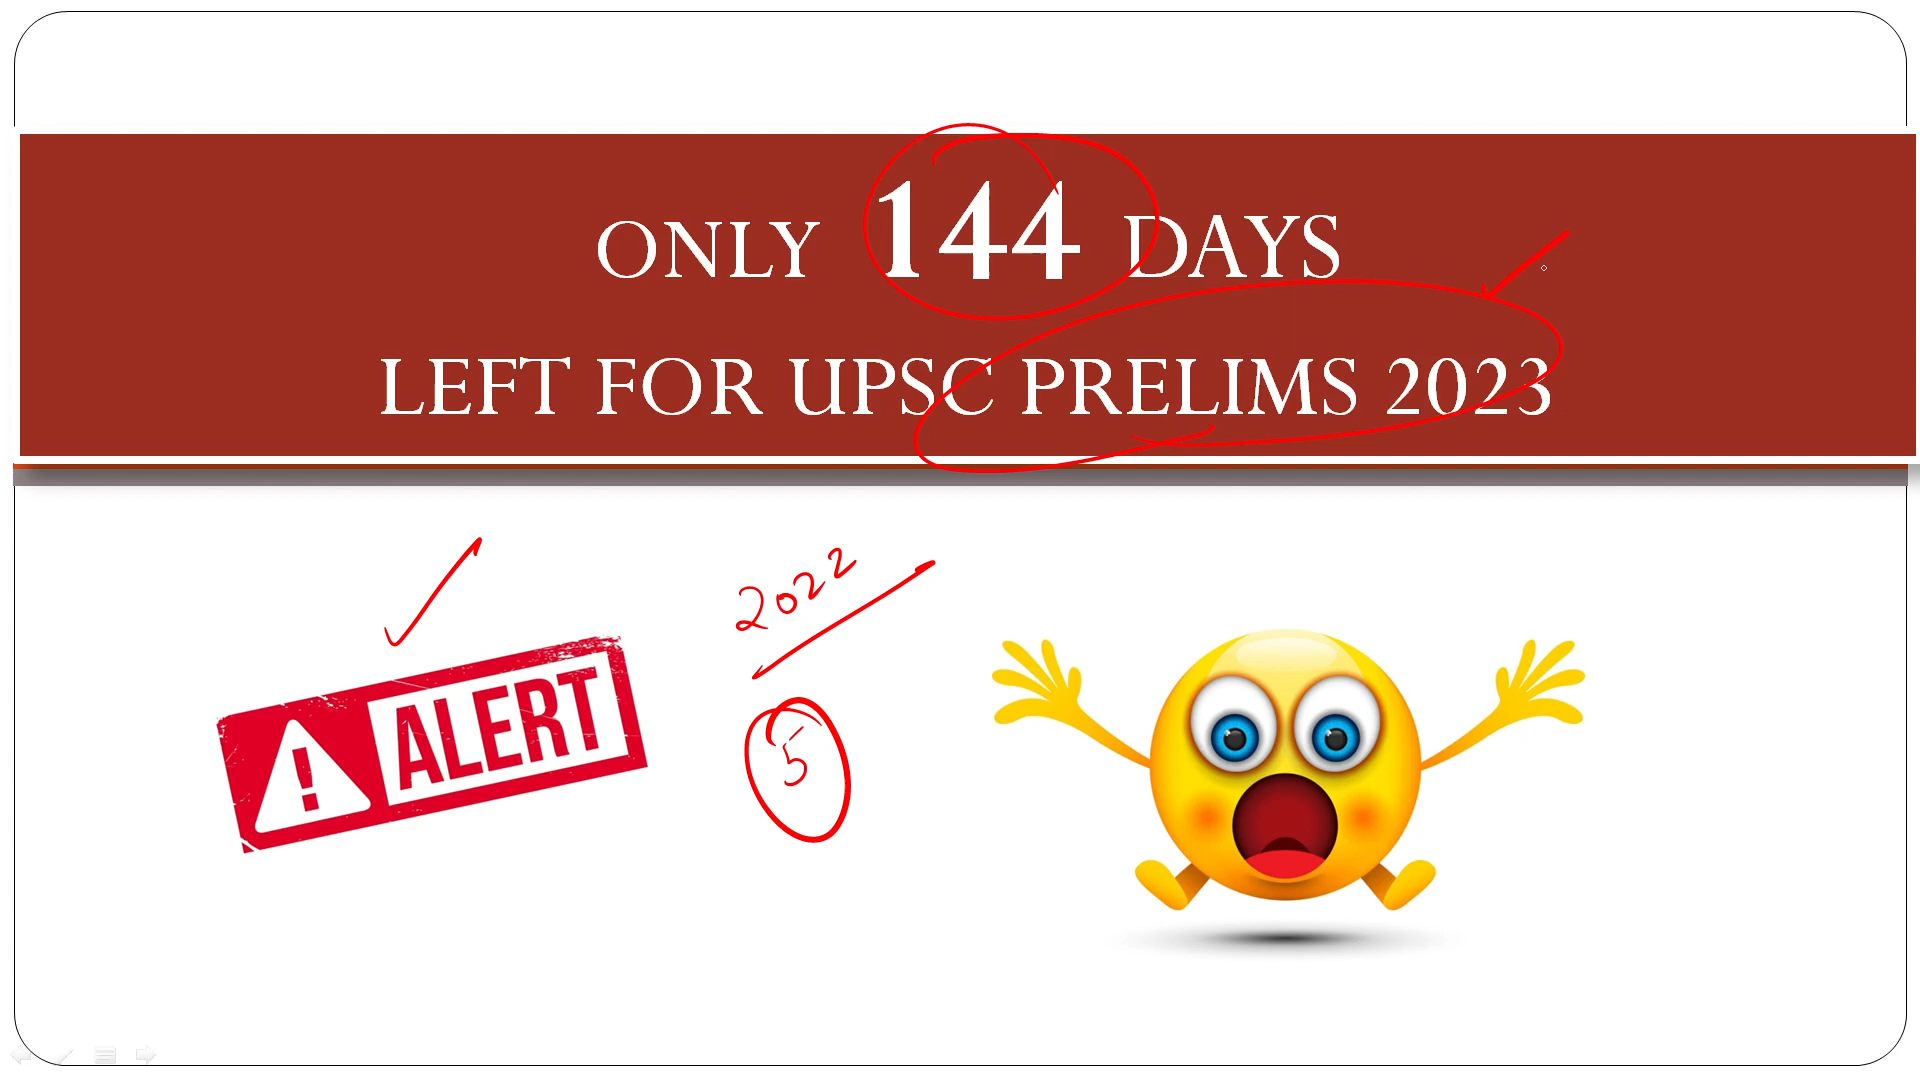 ONLY 144 DAYS
LEFT FOR UPSC PRELIMS 2023
! ALERT
2022
5